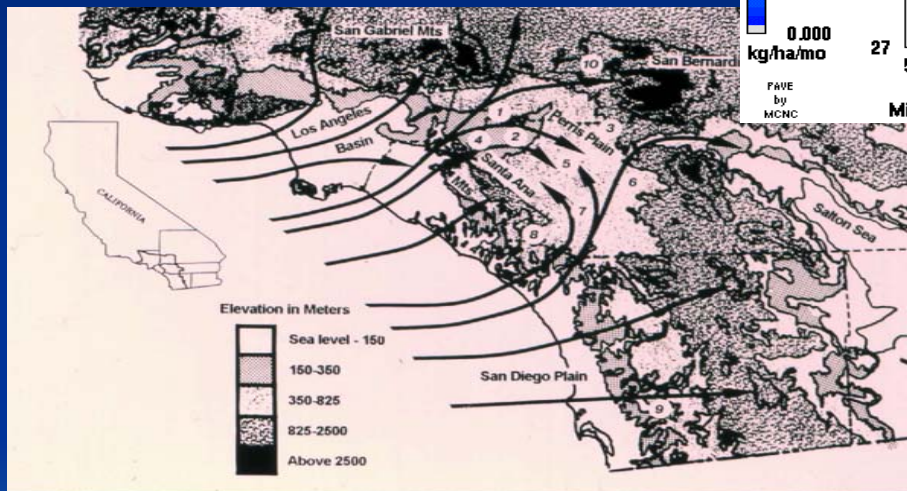 San Gabriel Mts
10
San Bernardi
Los Angeles
Basin
1
Perris Plain
3
4
2
5
Santa Ana
Mts
6
7
8
CALIFORNIA
Salton Sea
Elevation in Meters
Sea level - 150
150-350
350-825
825-2500
Above 2500
San Diego Plain
9
0.000
kg/ha/mo
27
PAVE
by
MCNC
Mi